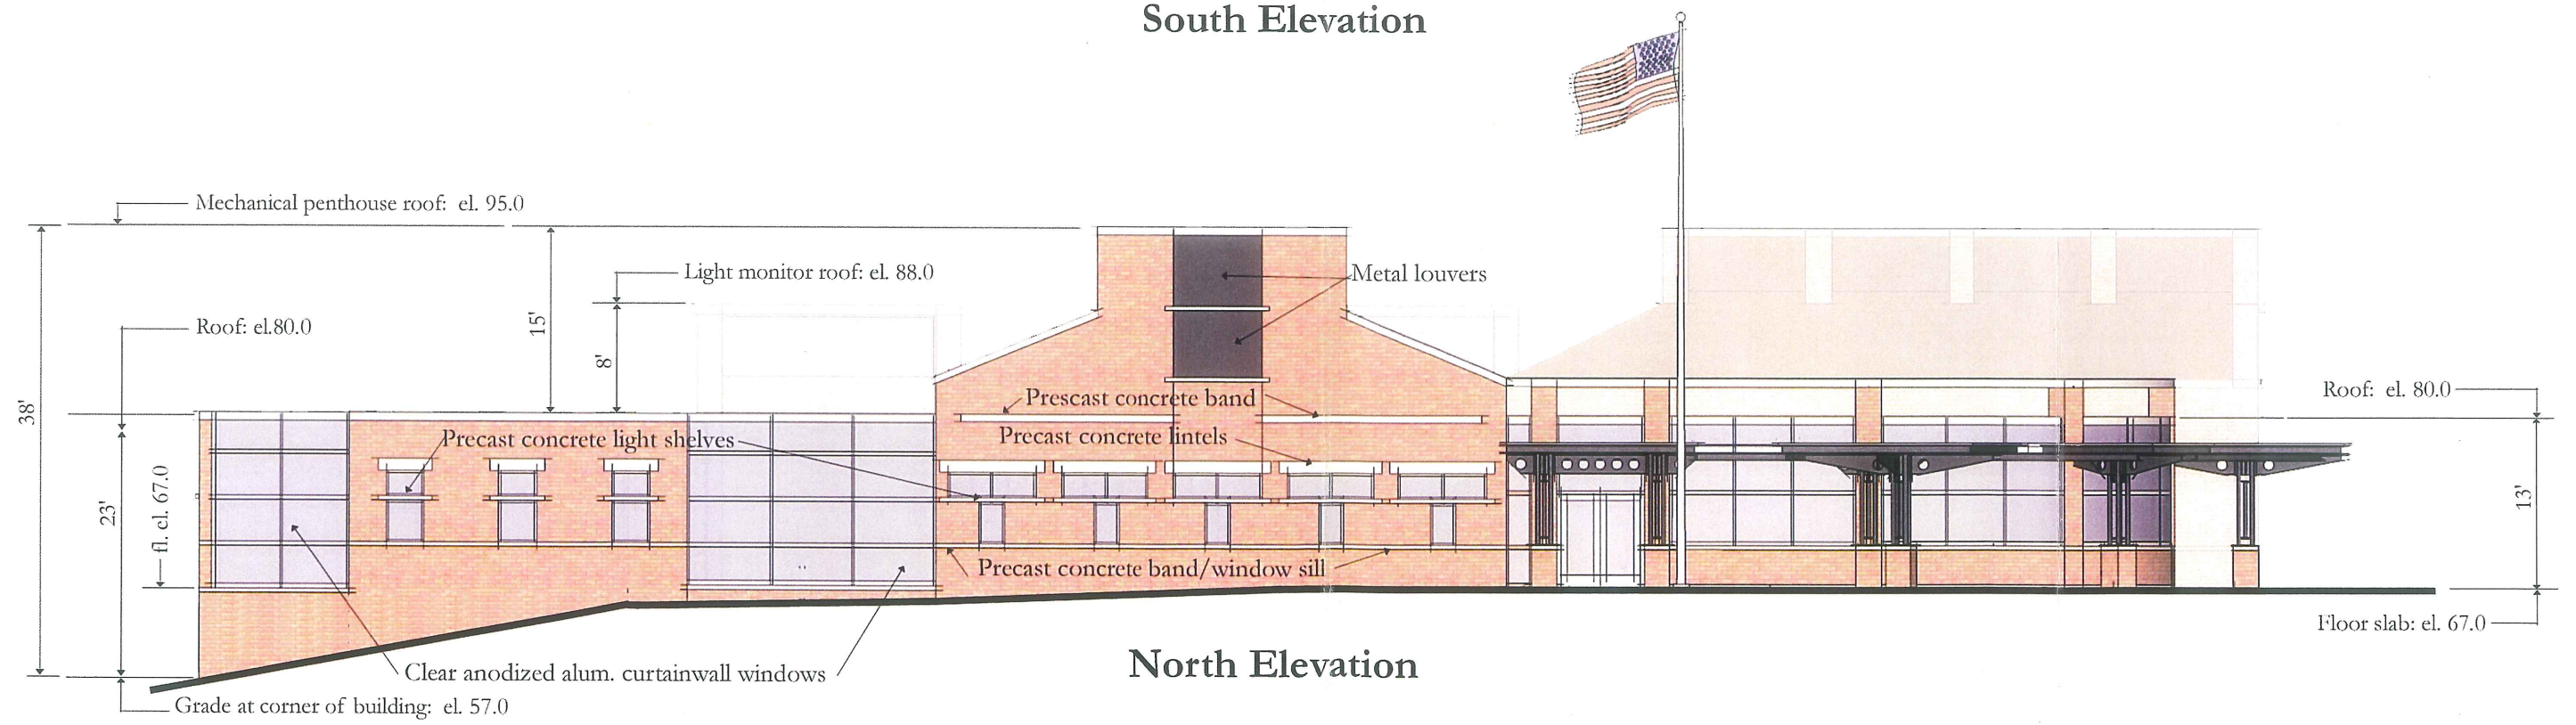 South Elevation
Mechanical penthouse roof: el. 95.0
Light monitor roof: el. 88.0
Metal louvers
Roof: el.80.0
15'
8'
38'
Prescast concrete band
Roof: el. 80.0
Precast concrete light shelves
Precast concrete lintels
23'
fl. el. 67.0
13'
Precast concrete band/window sill
Floor slab: el. 67.0
Clear anodized alum. curtainwall windows
North Elevation
Grade at corner of building: el. 57.0